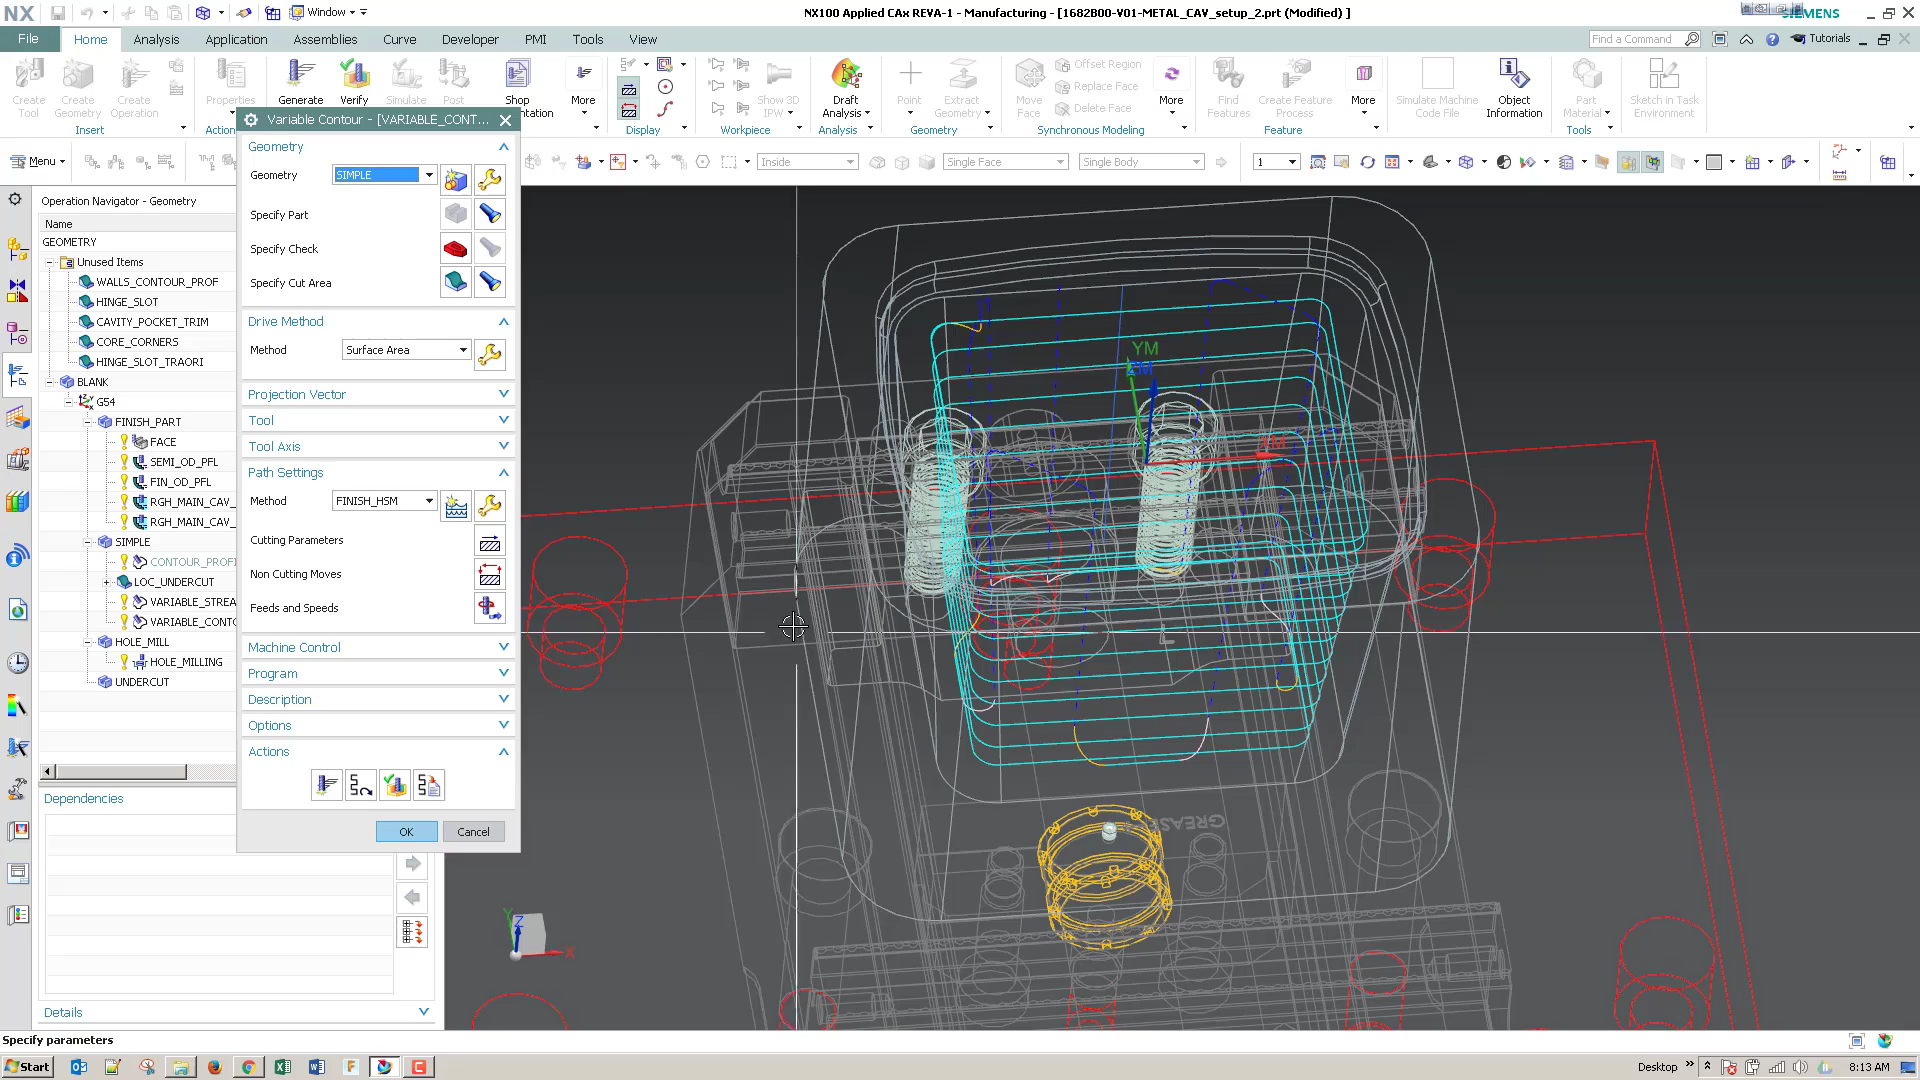 NX
Window
NX100 Applied CAx REVA-1 - Manufacturing - [1682B00-V01-METAL_CAV_setup_2.prt (Modified) ]
SIEMENS
File
Home
Analysis
Application
Assemblies
Curve
Developer
PMI
Tools
View
Find a Command
Tutorials
Create Tool
Create Geometry
Create Operation
Properties
Generate
Verify
Simulate
Post
Shop
ntation
More
Display
Show 3D IPW
Workpiece
Draft Analysis
Analysis
Point
Extract Geometry
Geometry
Move Face
Offset Region
Replace Face
Delete Face
More
Synchronous Modeling
Find Features
Create Feature Process
More
Feature
Simulate Machine Code File
Object Information
Part Material
Tools
Sketch in Task Environment
Insert
Action
Menu
Inside
Single Face
Single Body
1
Variable Contour - [VARIABLE_CONT...
Geometry
Geometry
SIMPLE
Specify Part
Specify Check
Specify Cut Area
Drive Method
Method
Surface Area
Projection Vector
Tool
Tool Axis
Path Settings
Method
FINISH_HSM
Cutting Parameters
Non Cutting Moves
Feeds and Speeds
Machine Control
Program
Description
Options
Actions
OK
Cancel
Operation Navigator - Geometry
Name
GEOMETRY
Unused Items
WALLS_CONTOUR_PROF
HINGE_SLOT
CAVITY_POCKET_TRIM
CORE_CORNERS
HINGE_SLOT_TRAORI
BLANK
G54
FINISH_PART
FACE
SEMI_OD_PFL
FIN_OD_PFL
RGH_MAIN_CAV_
RGH_MAIN_CAV_
SIMPLE
CONTOUR_PROFI
LOC_UNDERCUT
VARIABLE_STREA
VARIABLE_CONTO
HOLE_MILL
HOLE_MILLING
UNDERCUT
Dependencies
Details
YM
ZM
XM
Y
Z
X
Specify parameters
Start
Desktop
8:13 AM